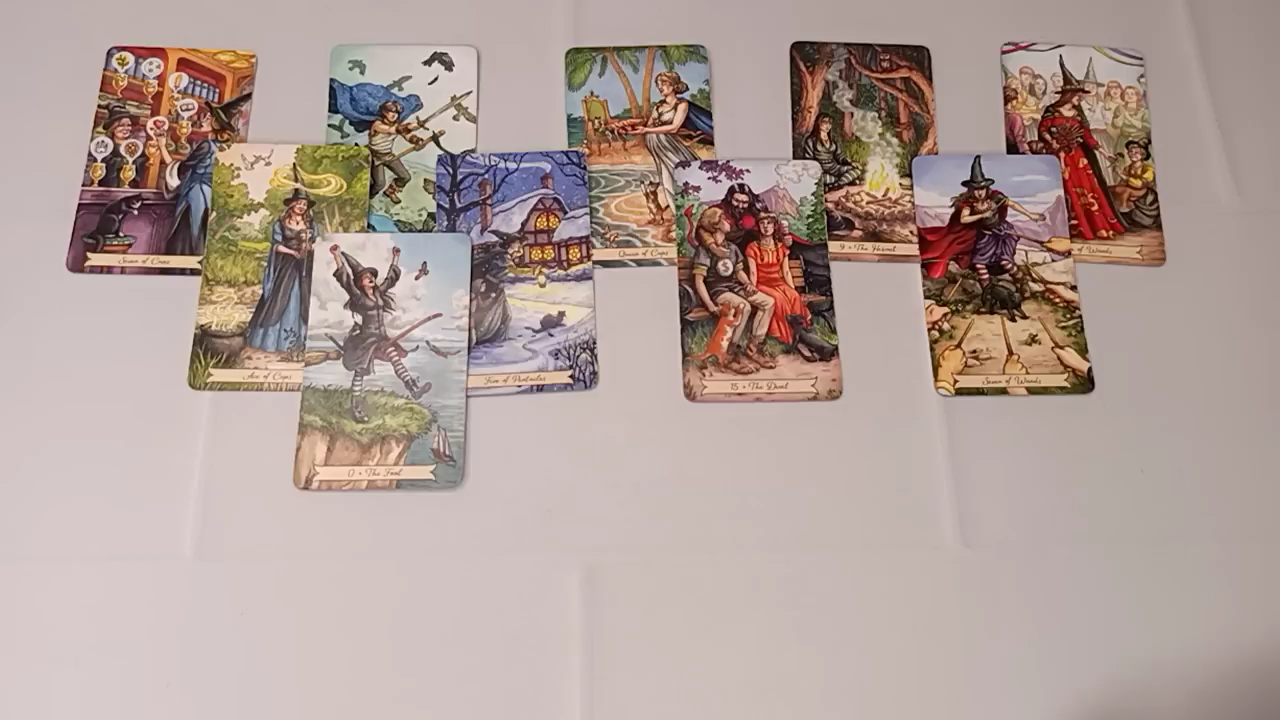 Seven of Cups
Queen of Cups
9 • The Hermit
of Wands
Ace of Cups
Five of Pentacles
15 • The Devil
Seven of Wands
0 • The Fool